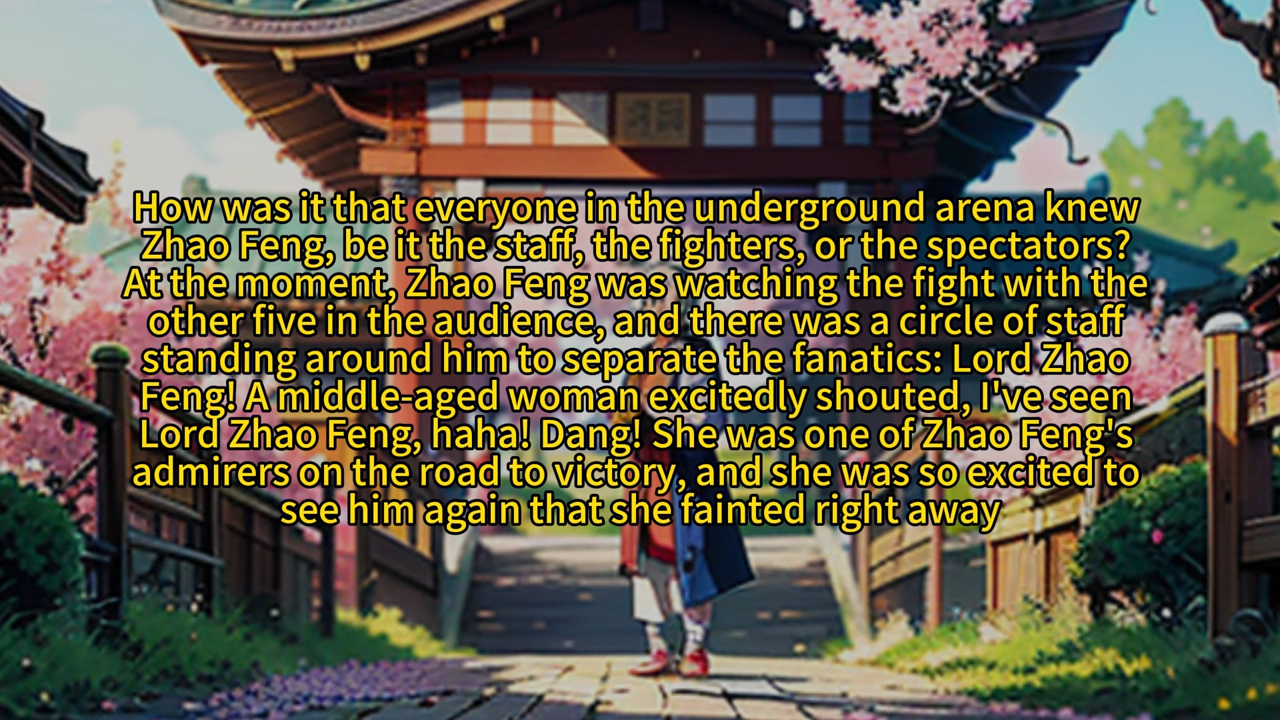 How was it that everyone in the underground arena knew
Zhao Feng, be it the staff, the fighters, or the spectators?
At the moment, Zhao Feng was watching the fight with the
other five in the audience, and there was a circle of staff
standing around him to separate the fanatics: Lord Zhao
Feng! A middle-aged woman excitedly shouted, I've seen
Lord Zhao Feng, haha! Dang! She was one of Zhao Feng's
admirers on the road to victory, and she was so excited to
see him again that she fainted right away